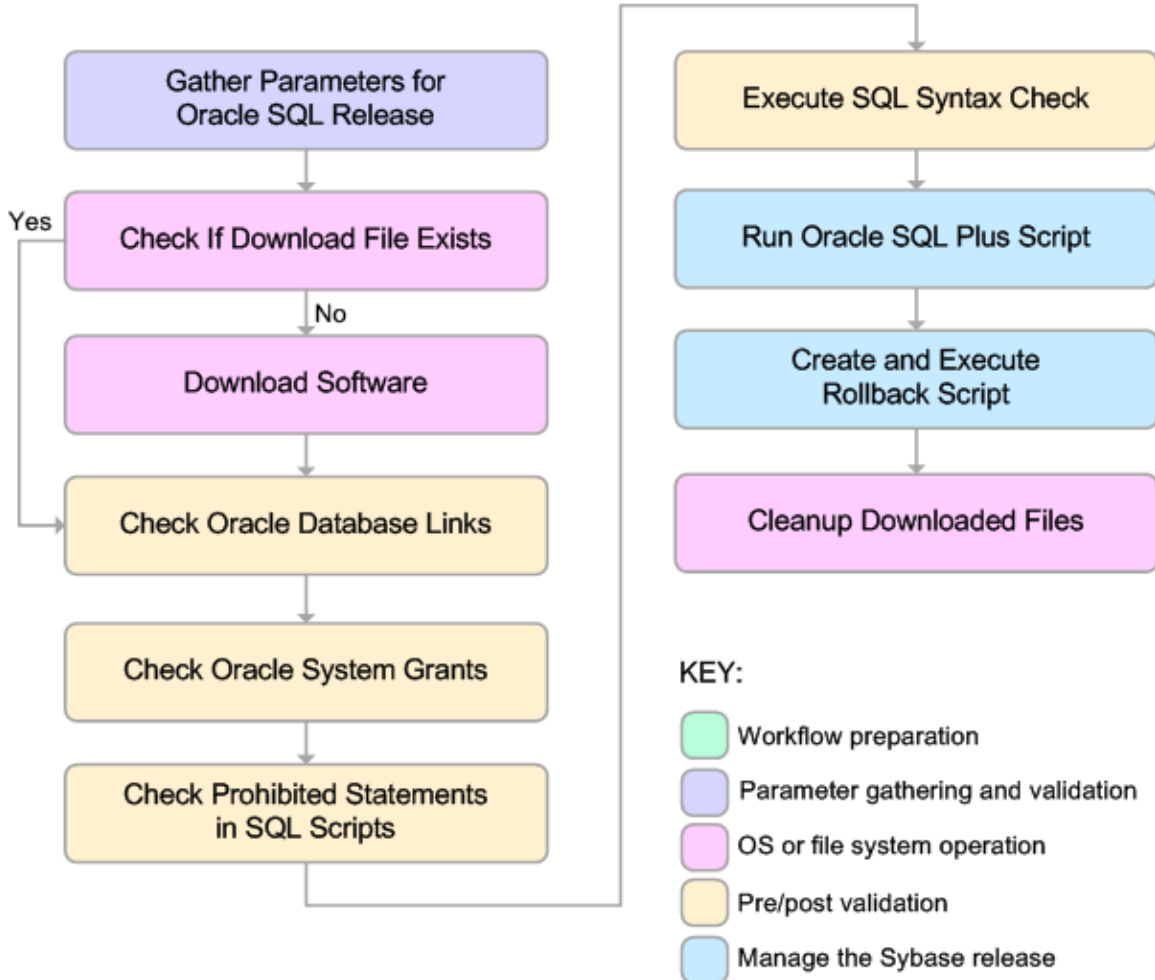 Gather Parameters for
Oracle SQL Release
Yes
Check If Download File Exists
No
Download Software
Check Oracle Database Links
Check Oracle System Grants
Check Prohibited Statements
in SQL Scripts
Execute SQL Syntax Check
Run Oracle SQL Plus Script
Create and Execute
Rollback Script
Cleanup Downloaded Files
KEY:
Workflow preparation
Parameter gathering and validation
OS or file system operation
Pre/post validation
Manage the Sybase release